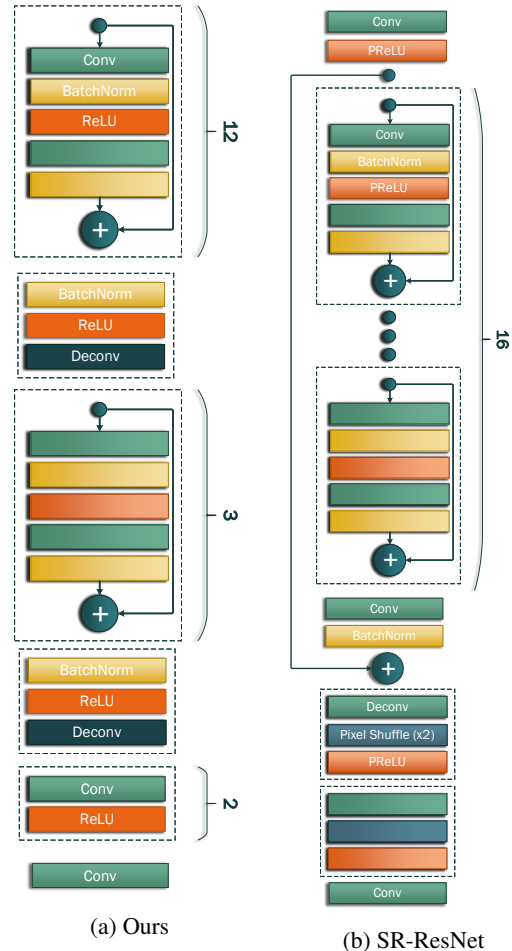 Conv
BatchNorm
ReLU
+
12
BatchNorm
ReLU
Deconv
+
3
BatchNorm
ReLU
Deconv
Conv
ReLU
2
Conv
(a) Ours
Conv
PReLU
Conv
BatchNorm
PReLU
+
16
+
Conv
BatchNorm
+
Deconv
Pixel Shuffle (x2)
PReLU
Conv
(b) SR-ResNet